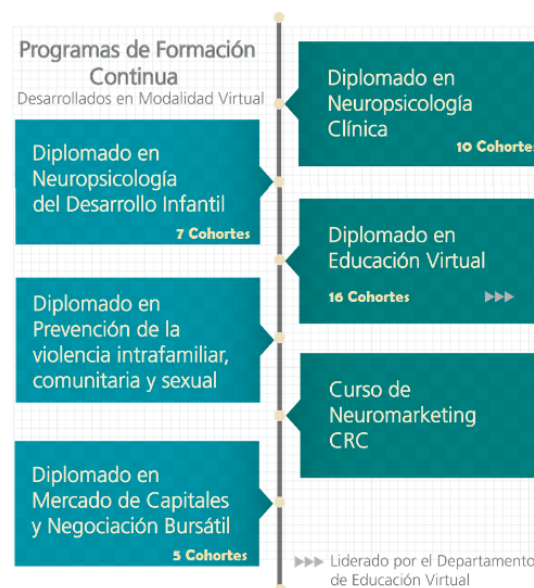 Programas de Formación
Continua
Desarrollados en Modalidad Virtual
Diplomado en
Neuropsicología
Clínica
10 Cohortes
Diplomado en
Neuropsicología
del Desarrollo Infantil
7 Cohortes
Diplomado en
Educación Virtual
16 Cohortes
Diplomado en
Prevención de la
violencia intrafamiliar,
comunitaria y sexual
Curso de
Neuromarketing
CRC
Diplomado en
Mercado de Capitales
y Negociación Bursátil
5 Cohortes
Liderado por el Departamento
de Educación Virtual